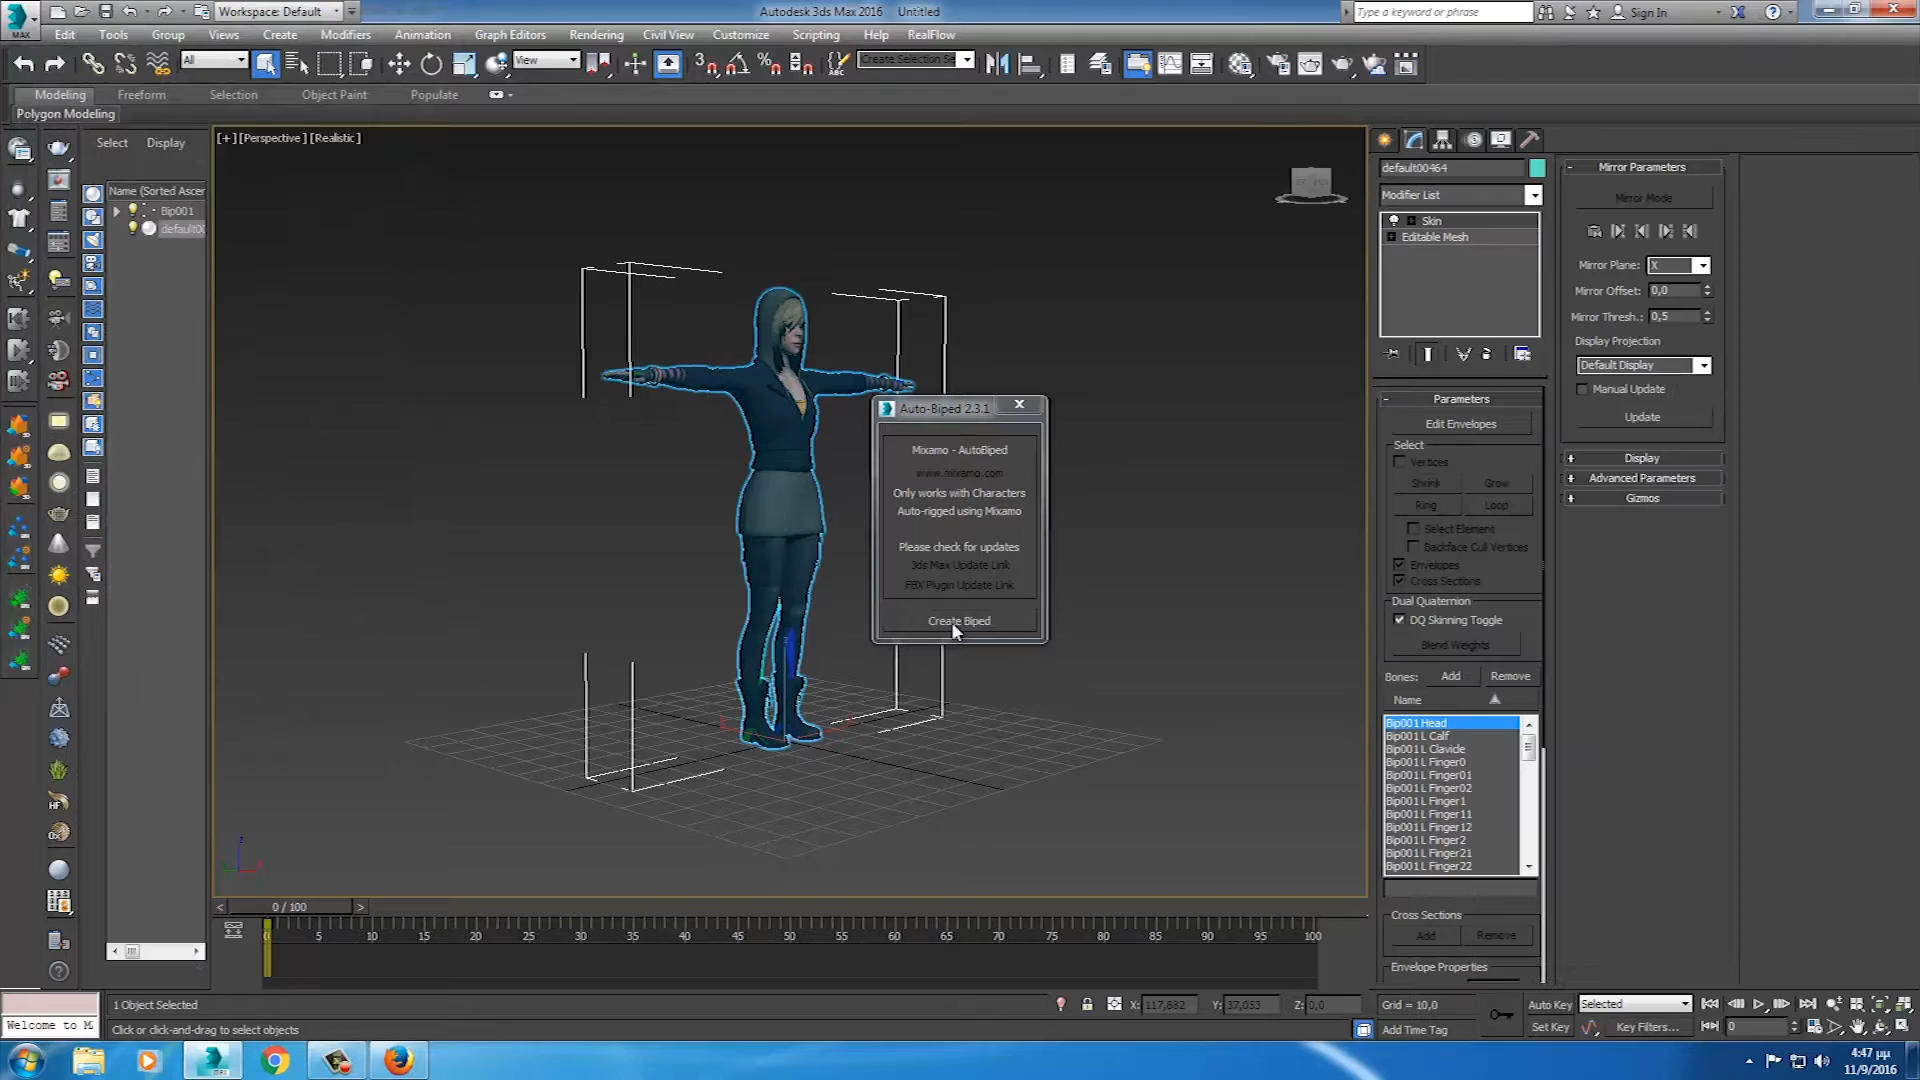 MAX
Workspace: Default
Autodesk 3ds Max 2016 Untitled
Type a keyword or phrase
Sign In
Edit Tools Group Views Create Modifiers Animation Graph Editors Rendering Civil View Customize Scripting Help RealFlow
All
View
Create Selection Se
Modeling Freeform Selection Object Paint Populate
Polygon Modeling
Select Display
Name (Sorted Ascer
Bip001
default00
[+] [Perspective] [Realistic]
Auto-Biped 2.3.1
Mixamo - AutoBiped
www.mixamo.com
Only works with Characters
Auto-rigged using Mixamo
Please check for updates
3ds Max Update Link
FBX Plugin Update Link
Create Biped
default00464
Modifier List
Skin
Editable Mesh
Parameters
Edit Envelopes
Select
Vertices
Shrink Grow
Ring Loop
Select Element
Backface Cull Vertices
Envelopes
Cross Sections
Dual Quaternion
DQ Skinning Toggle
Blend Weights
Bones: Add Remove
Name
Bip001 Head
Bip001 L Calf
Bip001 L Clavicle
Bip001 L Finger0
Bip001 L Finger01
Bip001 L Finger02
Bip001 L Finger1
Bip001 L Finger11
Bip001 L Finger12
Bip001 L Finger2
Bip001 L Finger21
Bip001 L Finger22
Cross Sections
Add Remove
Envelope Properties
Mirror Parameters
Mirror Mode
Mirror Plane: X
Mirror Offset: 0,0
Mirror Thresh.: 0,5
Display Projection
Default Display
Manual Update
Update
Display
Advanced Parameters
Gizmos
HF
0 / 100
0 5 10 15 20 25 30 35 40 45 50 55 60 65 70 75 80 85 90 95 100
1 Object Selected
X: 117,882 Y: 37,053 Z: 0,0
Grid = 10,0
Auto Key Selected
Welcome to M
Click or click-and-drag to select objects
Add Time Tag
Set Key Key Filters...
0
4:47 μμ
11/9/2016